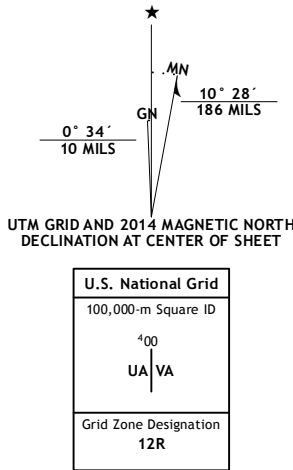 ★
MN
GN
0° 34´
10 MILS
10° 28´
186 MILS
UTM GRID AND 2014 MAGNETIC NORTH
DECLINATION AT CENTER OF SHEET
U.S. National Grid
100,000-m Square ID
⁴00
UA VA
Grid Zone Designation
12R